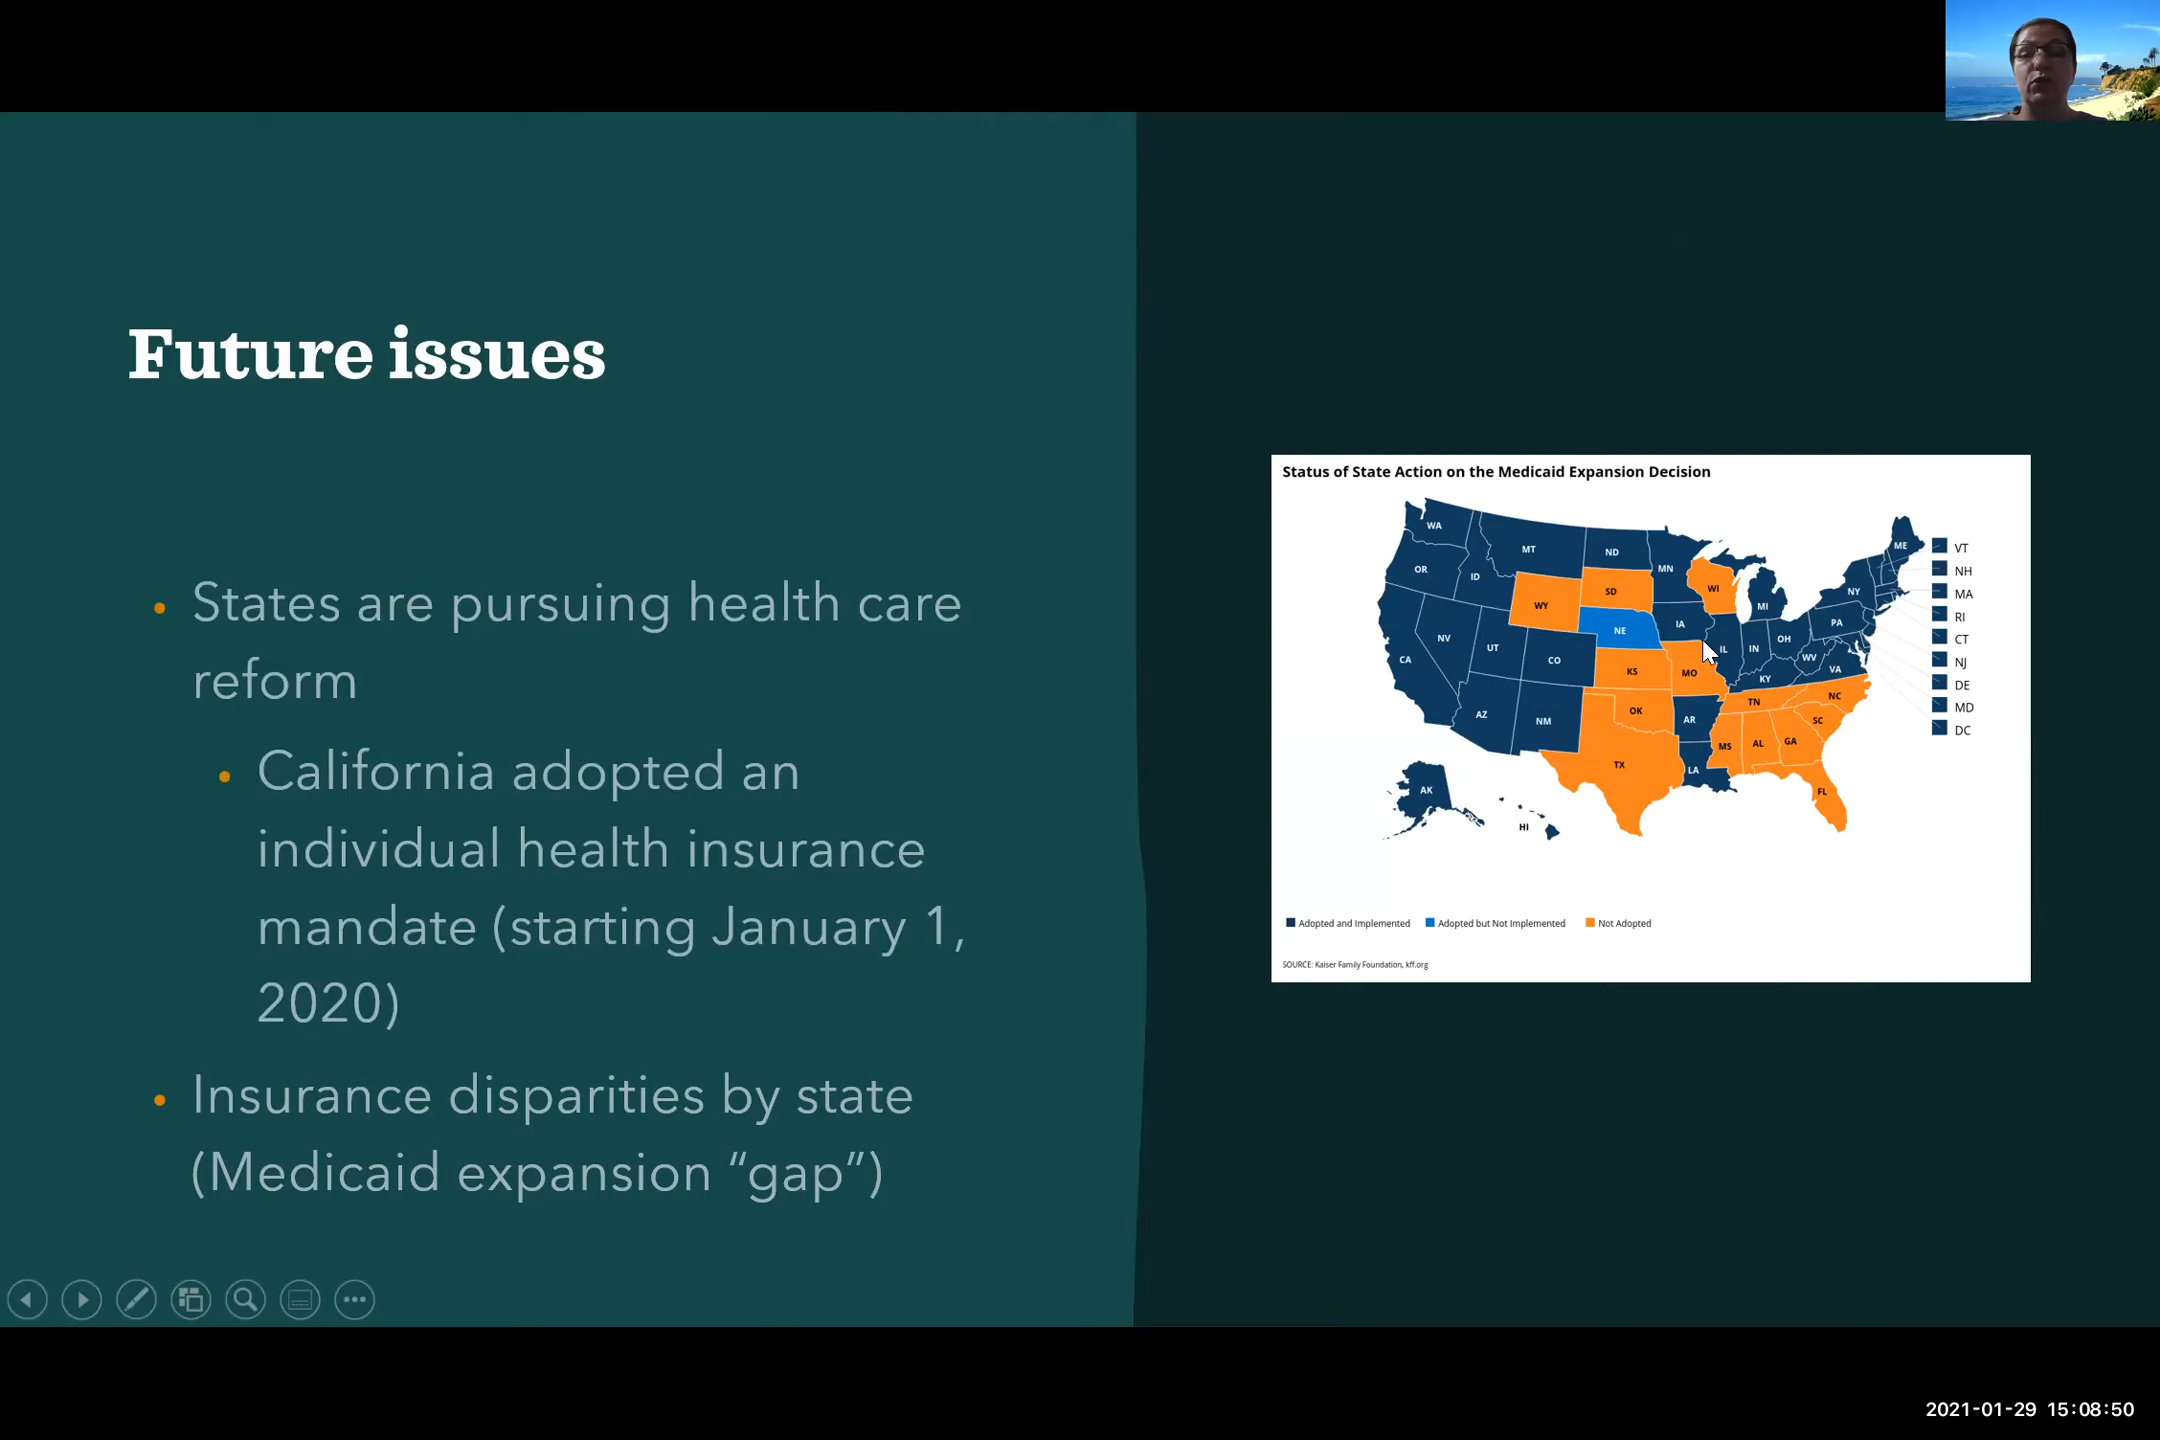 Future issues
States are pursuing health care
reform
California adopted an
individual health insurance
mandate (starting January 1,
2020)
Insurance disparities by state
(Medicaid expansion “gap”)
Status of State Action on the Medicaid Expansion Decision
WA
MT
ND
MN
OR
ID
WY
SD
WI
MI
NY
ME
VT
NH
MA
RI
CT
NJ
DE
MD
DC
NV
UT
CO
NE
IA
IL
IN
OH
PA
CA
AZ
NM
KS
MO
KY
WV
VA
OK
AR
TN
NC
SC
TX
LA
MS
AL
GA
FL
AK
HI
Adopted and Implemented
Adopted but Not Implemented
Not Adopted
SOURCE: Kaiser Family Foundation, kff.org
2021-01-29 15:08:50